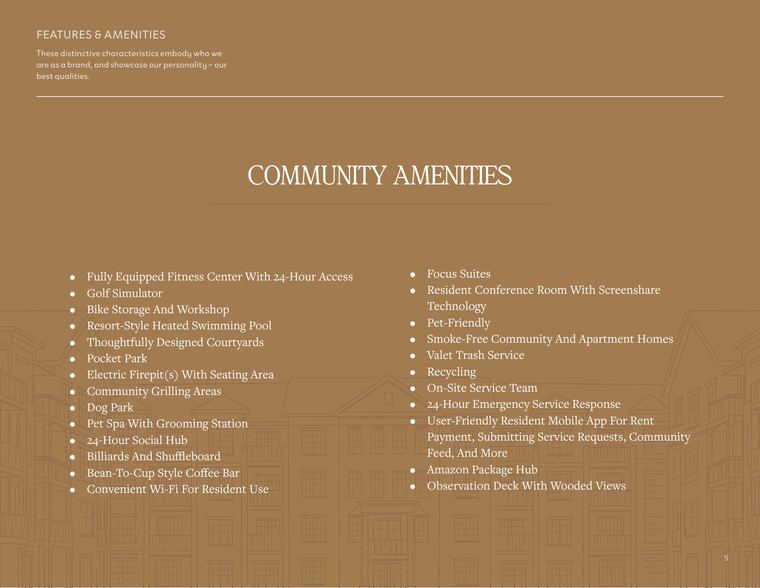 FEATURES & AMENITIES
These distinctive characteristics embody who we
are as a brand, and showcase our personality – our
best qualities.
COMMUNITY AMENITIES
● Fully Equipped Fitness Center With 24-Hour Access
● Golf Simulator
● Bike Storage And Workshop
● Resort-Style Heated Swimming Pool
● Thoughtfully Designed Courtyards
● Pocket Park
● Electric Firepit(s) With Seating Area
● Community Grilling Areas
● Dog Park
● Pet Spa With Grooming Station
● 24-Hour Social Hub
● Billiards And Shuffleboard
● Bean-To-Cup Style Coffee Bar
● Convenient Wi-Fi For Resident Use
● Focus Suites
● Resident Conference Room With Screenshare
Technology
● Pet-Friendly
● Smoke-Free Community And Apartment Homes
● Valet Trash Service
● Recycling
● On-Site Service Team
● 24-Hour Emergency Service Response
● User-Friendly Resident Mobile App For Rent
Payment, Submitting Service Requests, Community
Feed, And More
● Amazon Package Hub
● Observation Deck With Wooded Views
5